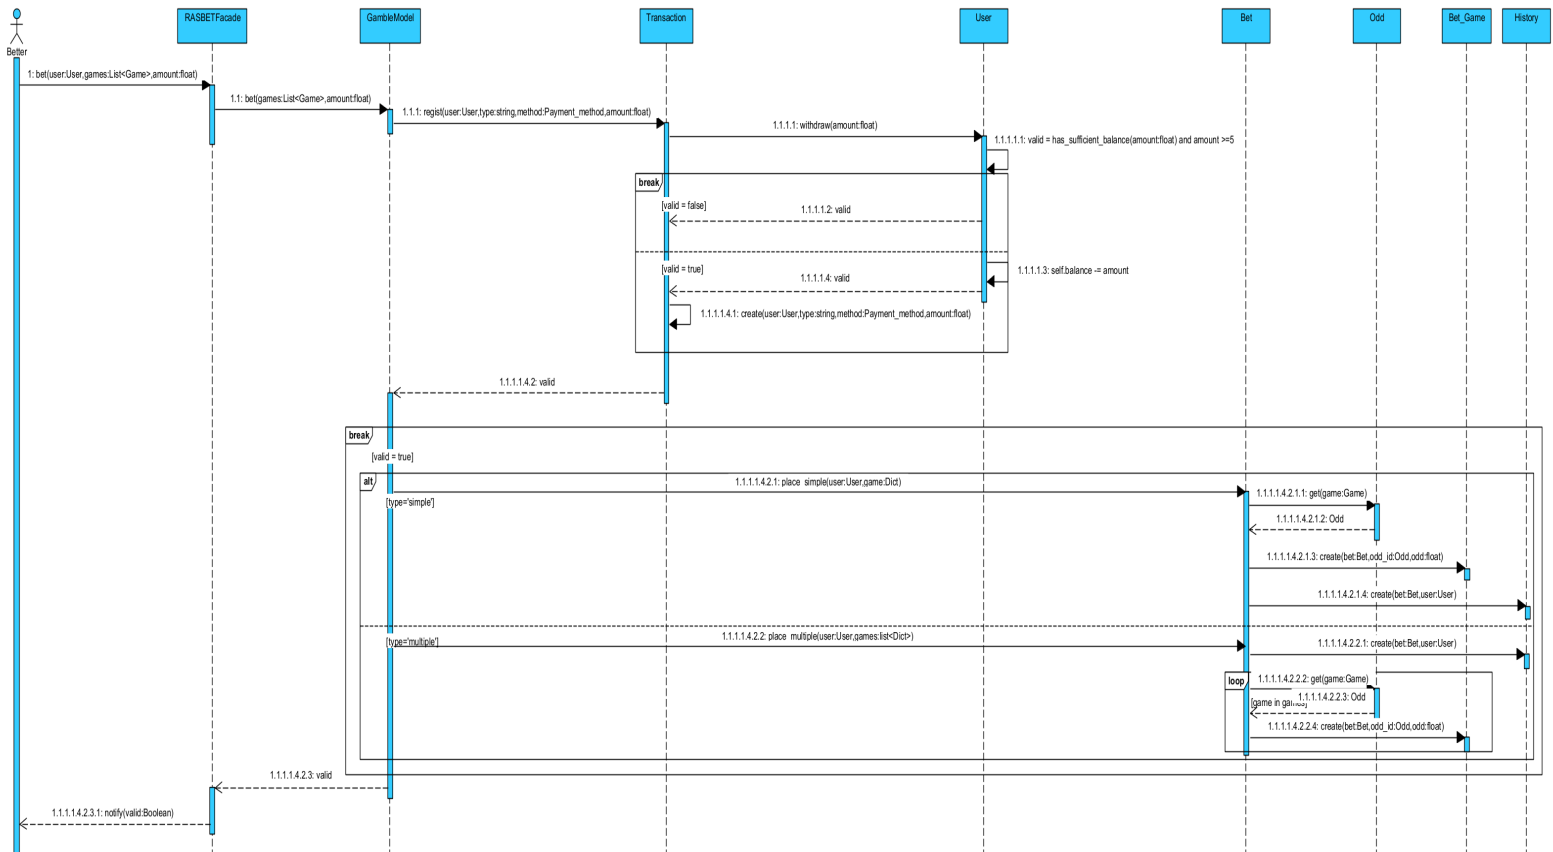 RASBETFacade
GambleModel
Transaction
User
Bet
Odd
Bet_Game
History
Better
1: bet(user:User,games:List<Game>,amount:float)
1.1: bet(games:List<Game>,amount:float)
1.1.1: regist(user:User,type:string,method:Payment_method,amount:float)
1.1.1.1: withdraw(amount:float)
1.1.1.1.1: valid = has_sufficient_balance(amount:float) and amount >=5
break
[valid = false]
1.1.1.1.2: valid
[valid = true]
1.1.1.1.3: self.balance -= amount
1.1.1.1.4: valid
1.1.1.1.4.1: create(user:User,type:string,method:Payment_method,amount:float)
1.1.1.1.4.2: valid
break
[valid = true]
alt
1.1.1.1.4.2.1: place_simple(user:User,game:Dict)
[type='simple']
1.1.1.1.4.2.1.1: get(game:Game)
1.1.1.1.4.2.1.2: Odd
1.1.1.1.4.2.1.3: create(bet:Bet,odd_id:Odd,odd:float)
1.1.1.1.4.2.1.4: create(bet:Bet,user:User)
1.1.1.1.4.2.2: place_multiple(user:User,games:list<Dict>)
[type='multiple']
1.1.1.1.4.2.2.1: create(bet:Bet,user:User)
loop
1.1.1.1.4.2.2.2: get(game:Game)
1.1.1.1.4.2.2.3: Odd
[game in games]
1.1.1.1.4.2.2.4: create(bet:Bet,odd_id:Odd,odd:float)
1.1.1.1.4.2.3: valid
1.1.1.1.4.2.3.1: notify(valid:Boolean)